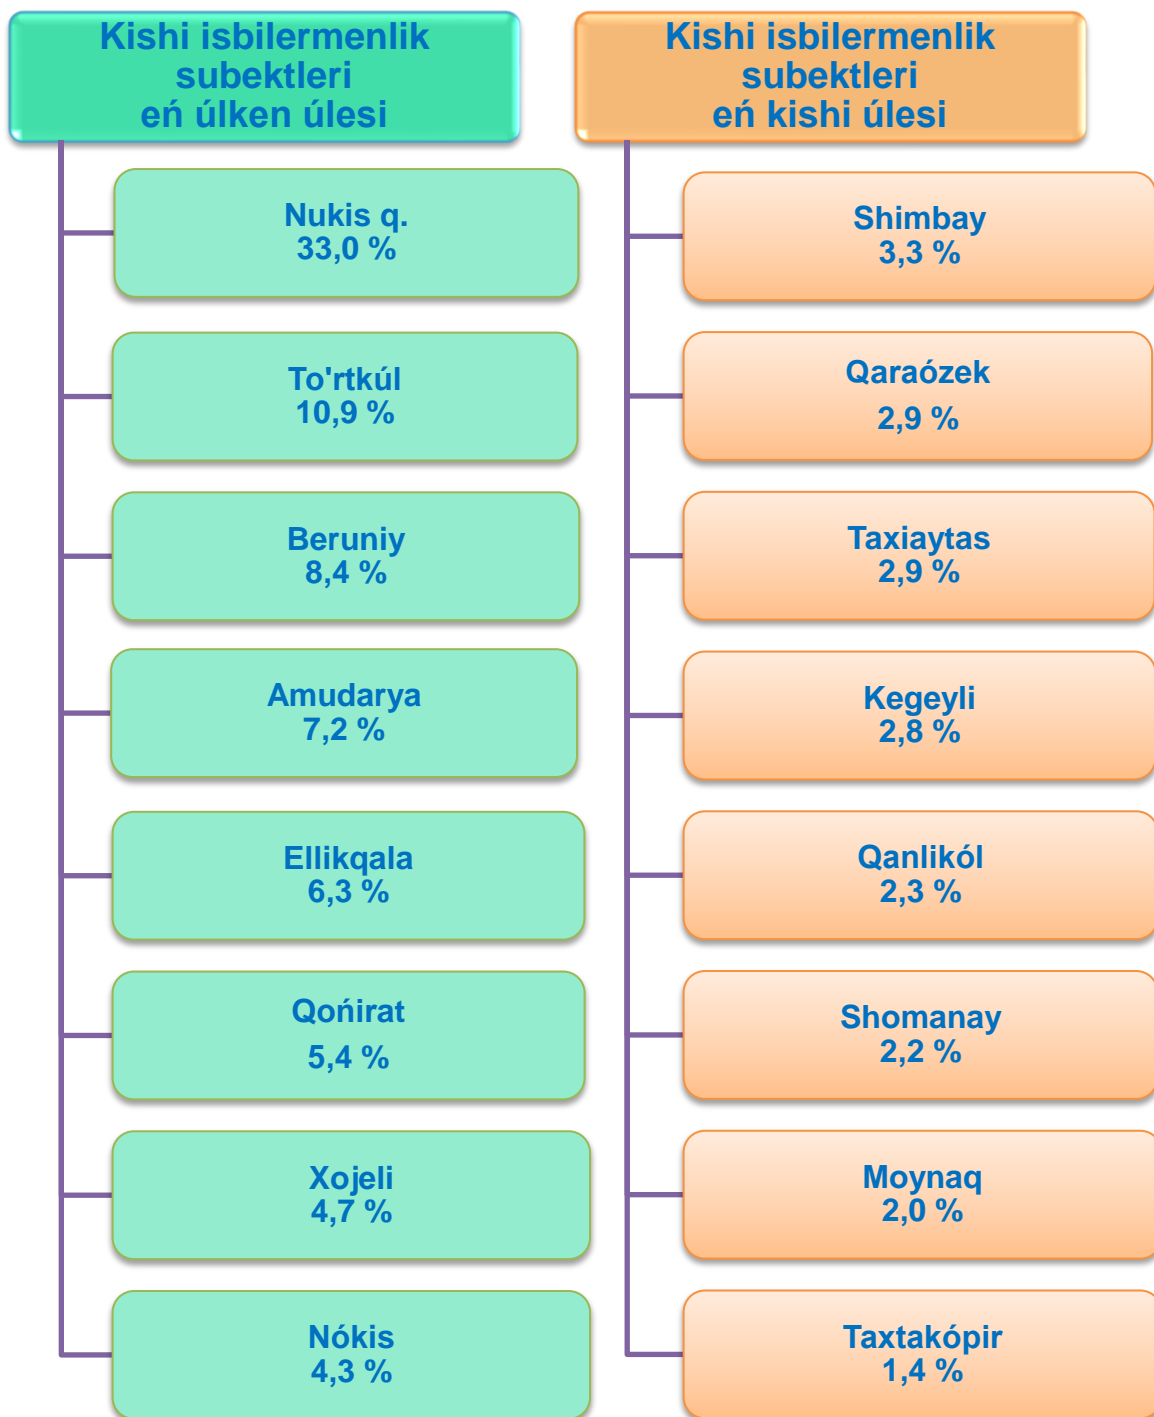 Kishi isbilermenlik
subektleri
eń úlken úlesi
Nukis q.
33,0 %
To'rtkúl
10,9 %
Beruniy
8,4 %
Amudarya
7,2 %
Ellikqala
6,3 %
Qońirat
5,4 %
Xojeli
4,7 %
Nókis
4,3 %
Kishi isbilermenlik
subektleri
eń kishi úlesi
Shimbay
3,3 %
Qaraózek
2,9 %
Taxiaytas
2,9 %
Kegeyli
2,8 %
Qanlikól
2,3 %
Shomanay
2,2 %
Moynaq
2,0 %
Taxtakópir
1,4 %